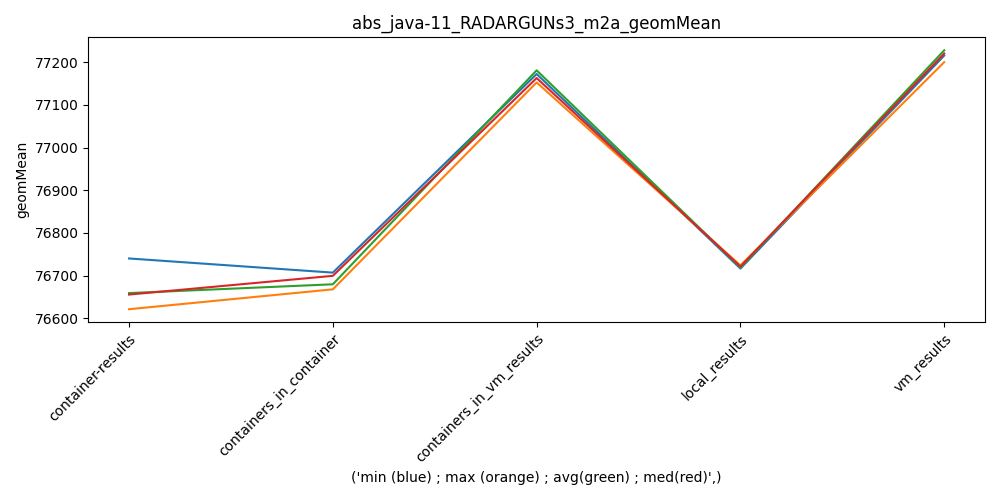 abs_java-11_RADARGUNs3_m2a_geomMean
geomMean
77200
77100
77000
76900
76800
76700
76600
container-results
containers_in_container
containers_in_vm_results
local_results
vm_results
('min (blue) ; max (orange) ; avg(green) ; med(red)',)